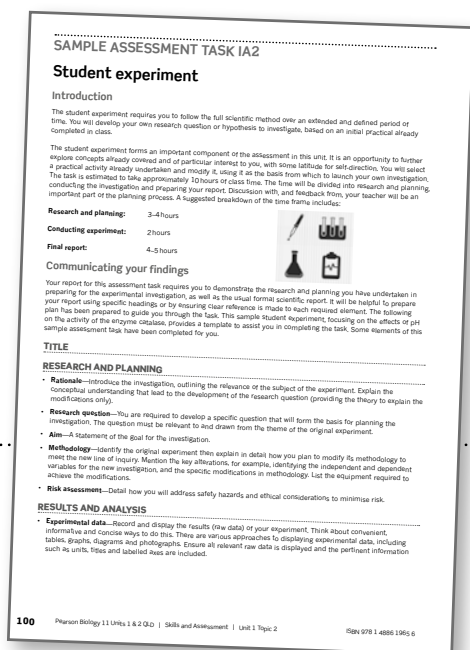 SAMPLE ASSESSMENT TASK IA2
Student experiment
Introduction
The student experiment requires you to follow the full scientific method over an extended and defined period of
time. You will develop your own research question or hypothesis to investigate, based on an initial practical already
completed in class.
The student experiment forms an important component of the assessment in this unit. It is an opportunity to further
explore concepts already covered and of particular interest to you, with some latitude for self-direction. You will select
a practical activity already undertaken and modify it, using it as the basis from which to launch your own investigation.
The task is estimated to take approximately 10 hours of class time. The time will be divided into research and planning,
conducting the investigation and preparing your report. Discussion with, and feedback from, your teacher will be an
important part of the planning process. A suggested breakdown of the time frame includes:
Research and planning: 3–4 hours
Conducting experiment: 2 hours
Final report: 4–5 hours
Communicating your findings
Your report for this assessment task requires you to demonstrate the research and planning you have undertaken in
preparing for the experimental investigation, as well as the usual formal scientific report. It will be helpful to prepare
your report using specific headings or by ensuring clear reference is made to each required element. The following
plan has been prepared to guide you through the task. This sample student experiment, focusing on the effects of pH
on the activity of the enzyme catalase, provides a template to assist you in completing the task. Some elements of this
sample assessment task have been completed for you.
TITLE
RESEARCH AND PLANNING
• Rationale—Introduce the investigation, outlining the relevance of the subject of the experiment. Explain the
conceptual understanding that lead to the development of the research question (providing the theory to explain the
modifications only).
• Research question—You are required to develop a specific question that will form the basis for planning the
investigation. The question must be relevant to and drawn from the theme of the original experiment.
• Aim—A statement of the goal for the investigation.
• Methodology—Identify the original experiment then explain in detail how you plan to modify its methodology to
meet the new line of inquiry. Mention the key alterations, for example, identifying the independent and dependent
variables for the new investigation, and the specific modifications in methodology. List the equipment required to
achieve the modifications.
• Risk assessment—Detail how you will address safety hazards and ethical considerations to minimise risk.
RESULTS AND ANALYSIS
• Experimental data—Record and display the results (raw data) of your experiment. Think about convenient,
informative and concise ways to do this. There are various approaches to displaying experimental data, including
tables, graphs, diagrams and photographs. Ensure all relevant raw data is displayed and the pertinent information
such as units, titles and labelled axes are included.
100 Pearson Biology 11 Units 1 & 2 QLD | Skills and Assessment | Unit 1 Topic 2 ISBN 978 1 4886 1965 6